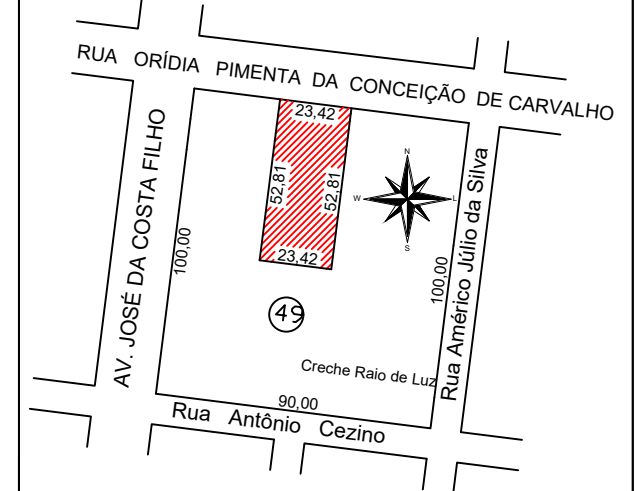 RUA ORÍDIA PIMENTA DA CONCEIÇÃO DE CARVALHO
23,42
AV. JOSÉ DA COSTA FILHO
52,81
52,81
N
W
L
S
Rua Américo Júlio da Silva
100,00
23,42
100,00
49
Creche Raio de Luz
90,00
Rua Antônio Cezino